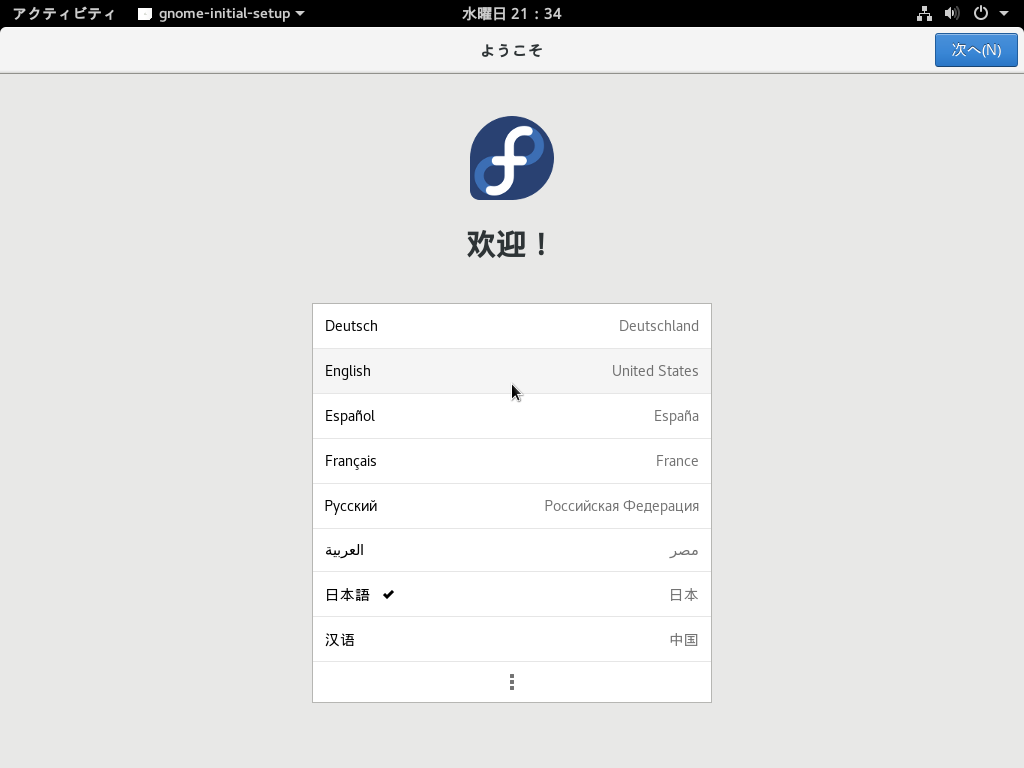 アクティビティ gnome-initial-setup 水曜日 21：34
ようこそ 次へ(N)
欢迎！
Deutsch Deutschland
English United States
Español España
Français France
Русский Российская Федерация
العربية مصر
日本語 日本
汉语 中国